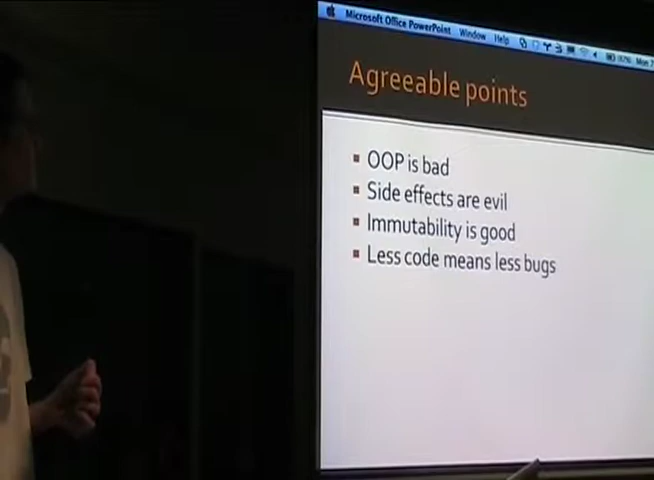 Microsoft Office PowerPoint Window Help
Agreeable points
OOP is bad
Side effects are evil
Immutability is good
Less code means less bugs